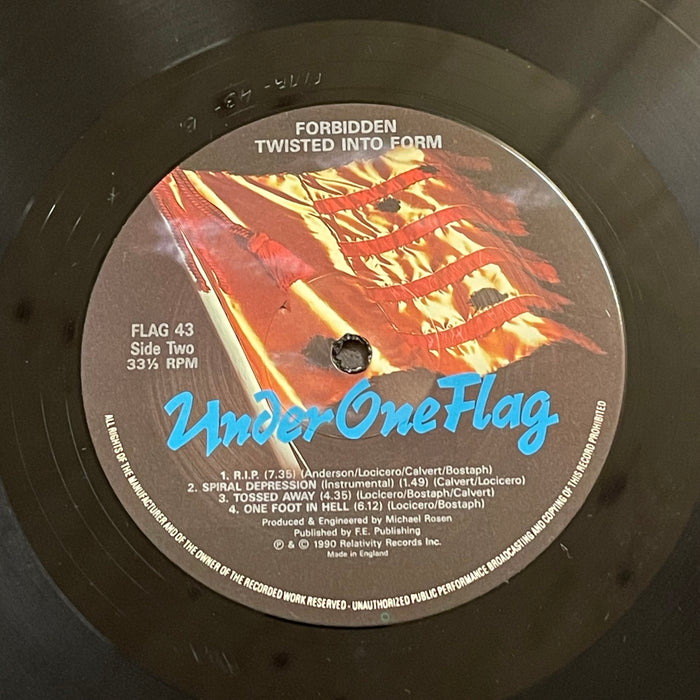 FORBIDDEN
TWISTED INTO FORM
FLAG 43
Side Two
33⅓ RPM
Under One Flag
1. R.I.P. (7.35) (Anderson/Locicero/Calvert/Bostaph)
2. SPIRAL DEPRESSION (Instrumental) (1.49) (Calvert/Locicero)
3. TOSSED AWAY (4.35) (Locicero/Bostaph/Calvert)
4. ONE FOOT IN HELL (6.12) (Locicero/Bostaph)
Produced & Engineered by Michael Rosen
Published by F.E. Publishing
℗ & © 1990 Relativity Records Inc.
Made in England
ALL RIGHTS OF THE MANUFACTURER AND OF THE OWNER OF THE RECORDED WORK RESERVED - UNAUTHORIZED PUBLIC PERFORMANCE BROADCASTING AND COPYING OF THIS RECORD PROHIBITED